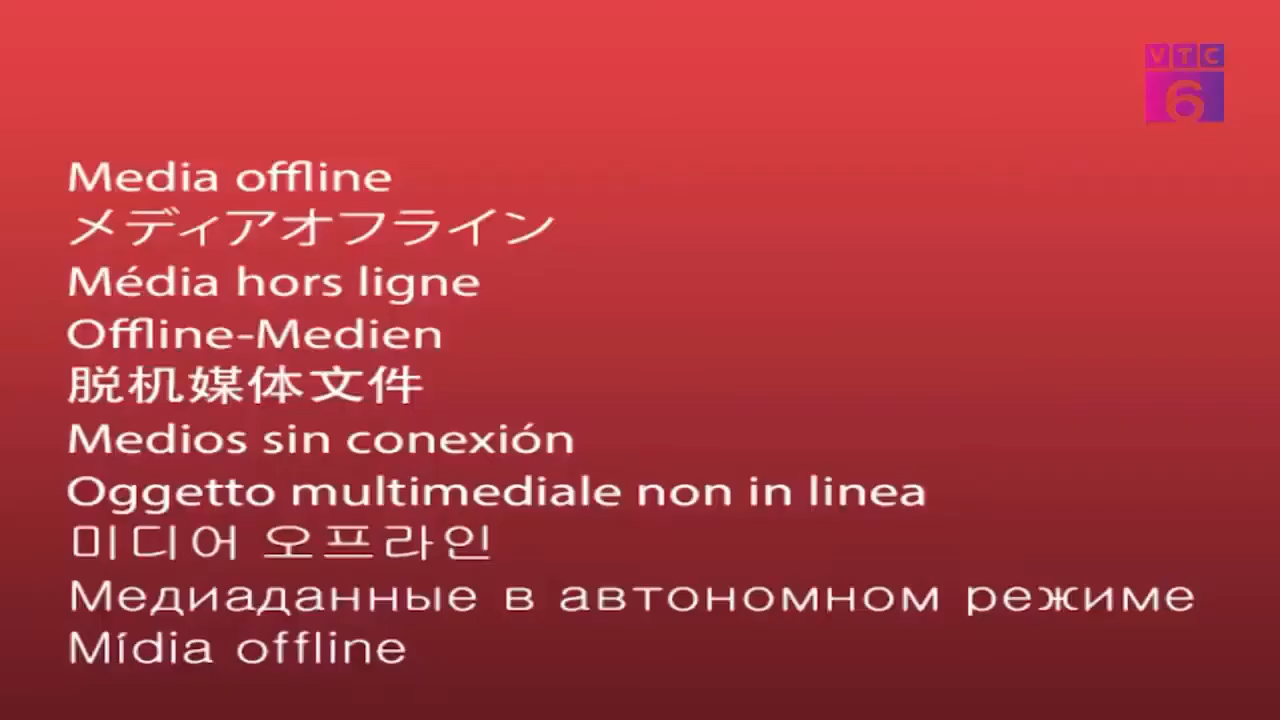 VTC
6
Media offline
メディアオフライン
Média hors ligne
Offline-Medien
脱机媒体文件
Medios sin conexión
Oggetto multimediale non in linea
미디어 오프라인
Медиаданные в автономном режиме
Mídia offline